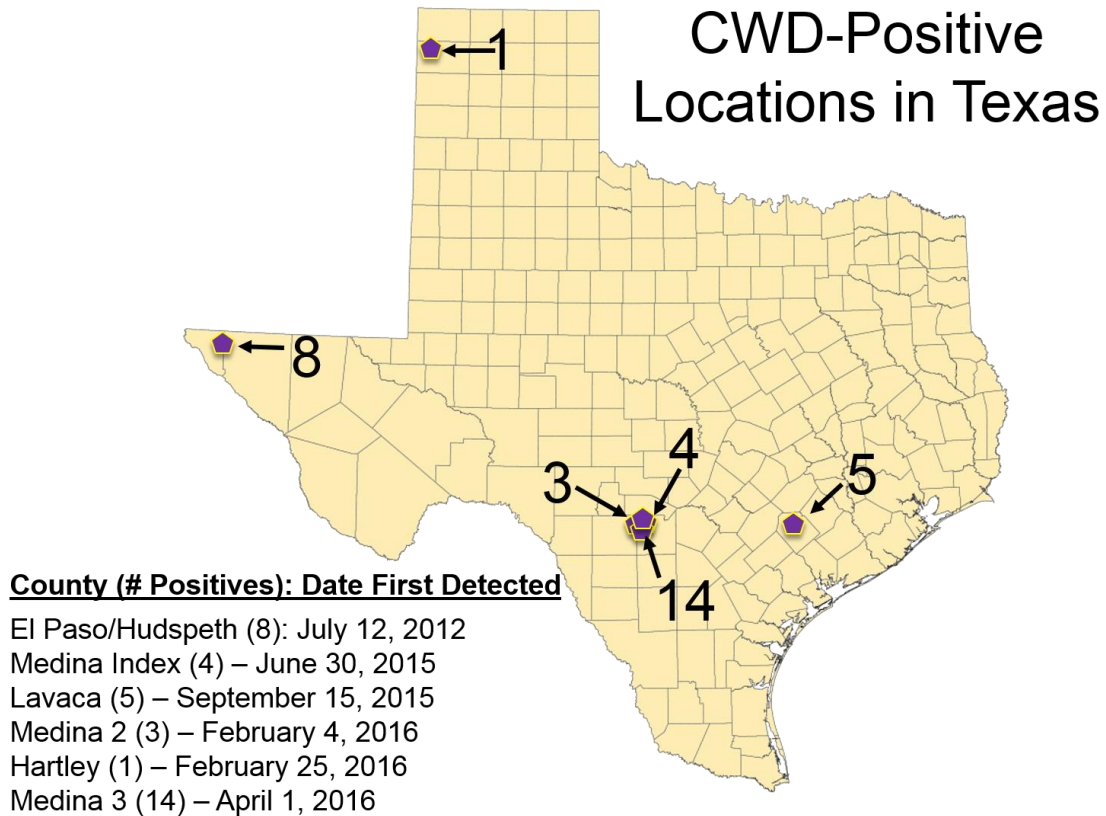 CWD-Positive
Locations in Texas
1
8
4
3
5
14
County (# Positives): Date First Detected
El Paso/Hudspeth (8): July 12, 2012
Medina Index (4) – June 30, 2015
Lavaca (5) – September 15, 2015
Medina 2 (3) – February 4, 2016
Hartley (1) – February 25, 2016
Medina 3 (14) – April 1, 2016